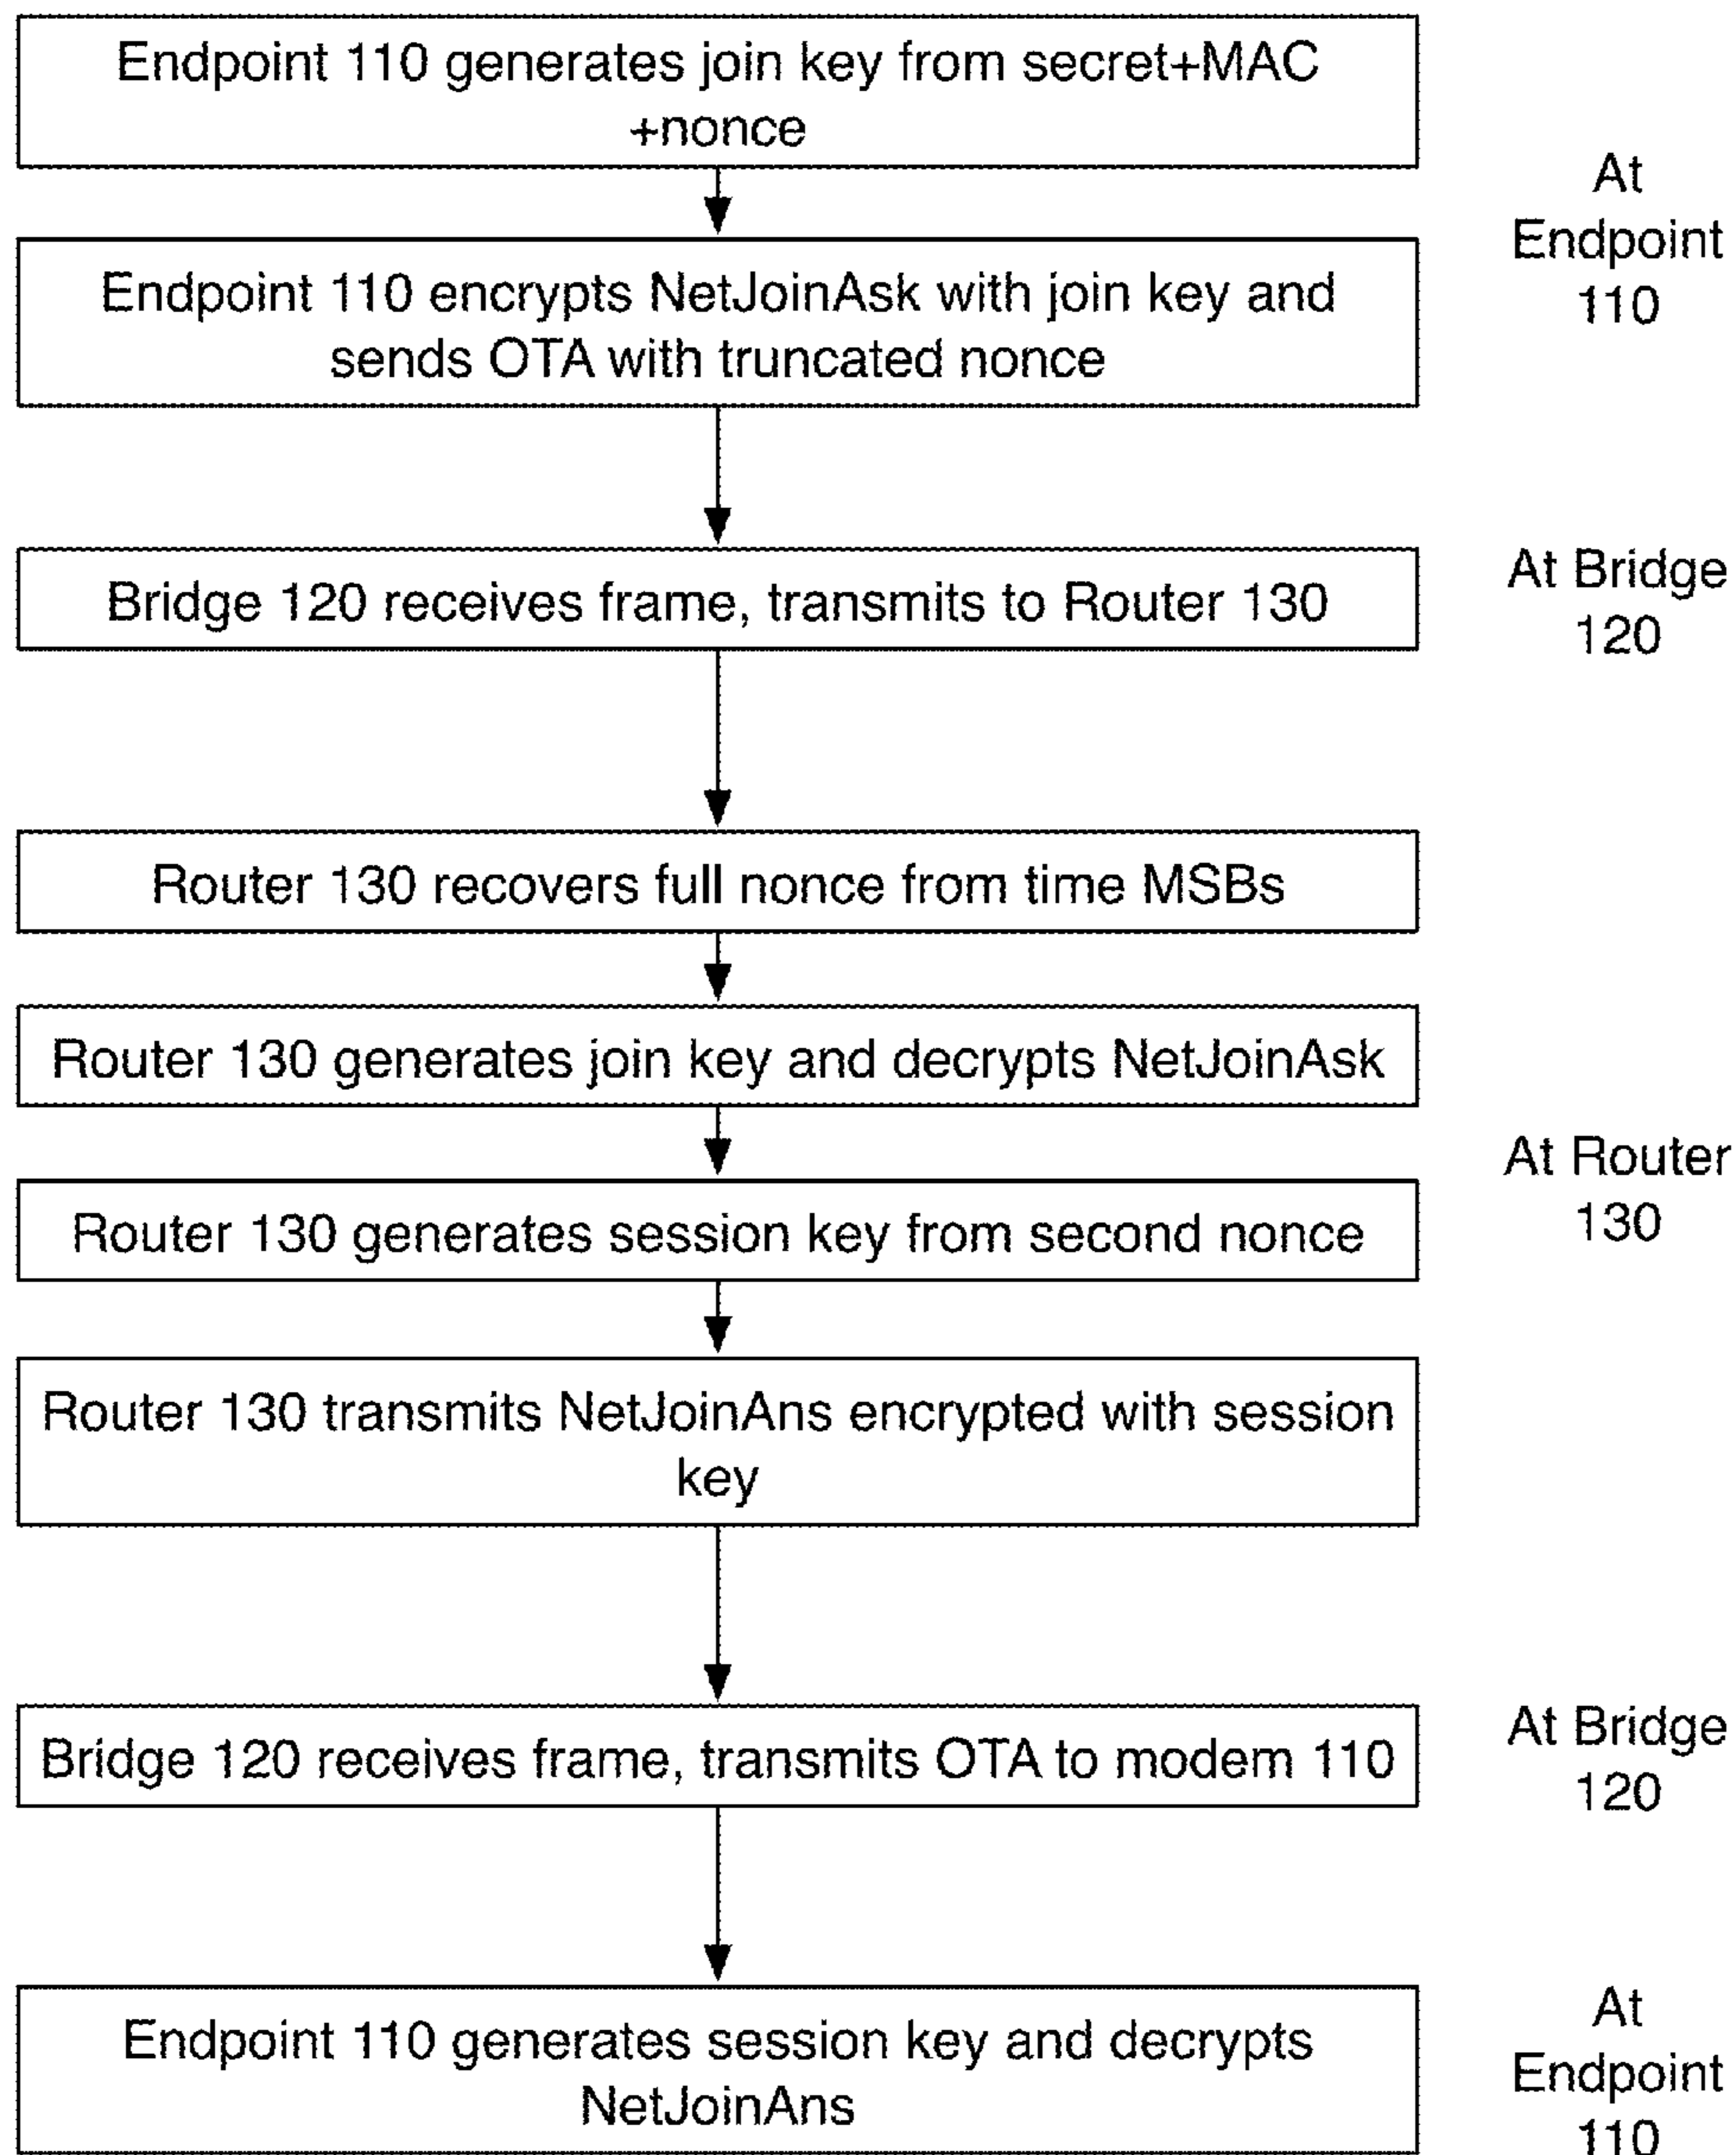 Endpoint 110 generates join key from secret+MAC
+nonce
At
Endpoint
110
Endpoint 110 encrypts NetJoinAsk with join key and
sends OTA with truncated nonce
Bridge 120 receives frame, transmits to Router 130
At Bridge
120
Router 130 recovers full nonce from time MSBs
Router 130 generates join key and decrypts NetJoinAsk
At Router
130
Router 130 generates session key from second nonce
Router 130 transmits NetJoinAns encrypted with session
key
Bridge 120 receives frame, transmits OTA to modem 110
At Bridge
120
Endpoint 110 generates session key and decrypts
NetJoinAns
At
Endpoint
110